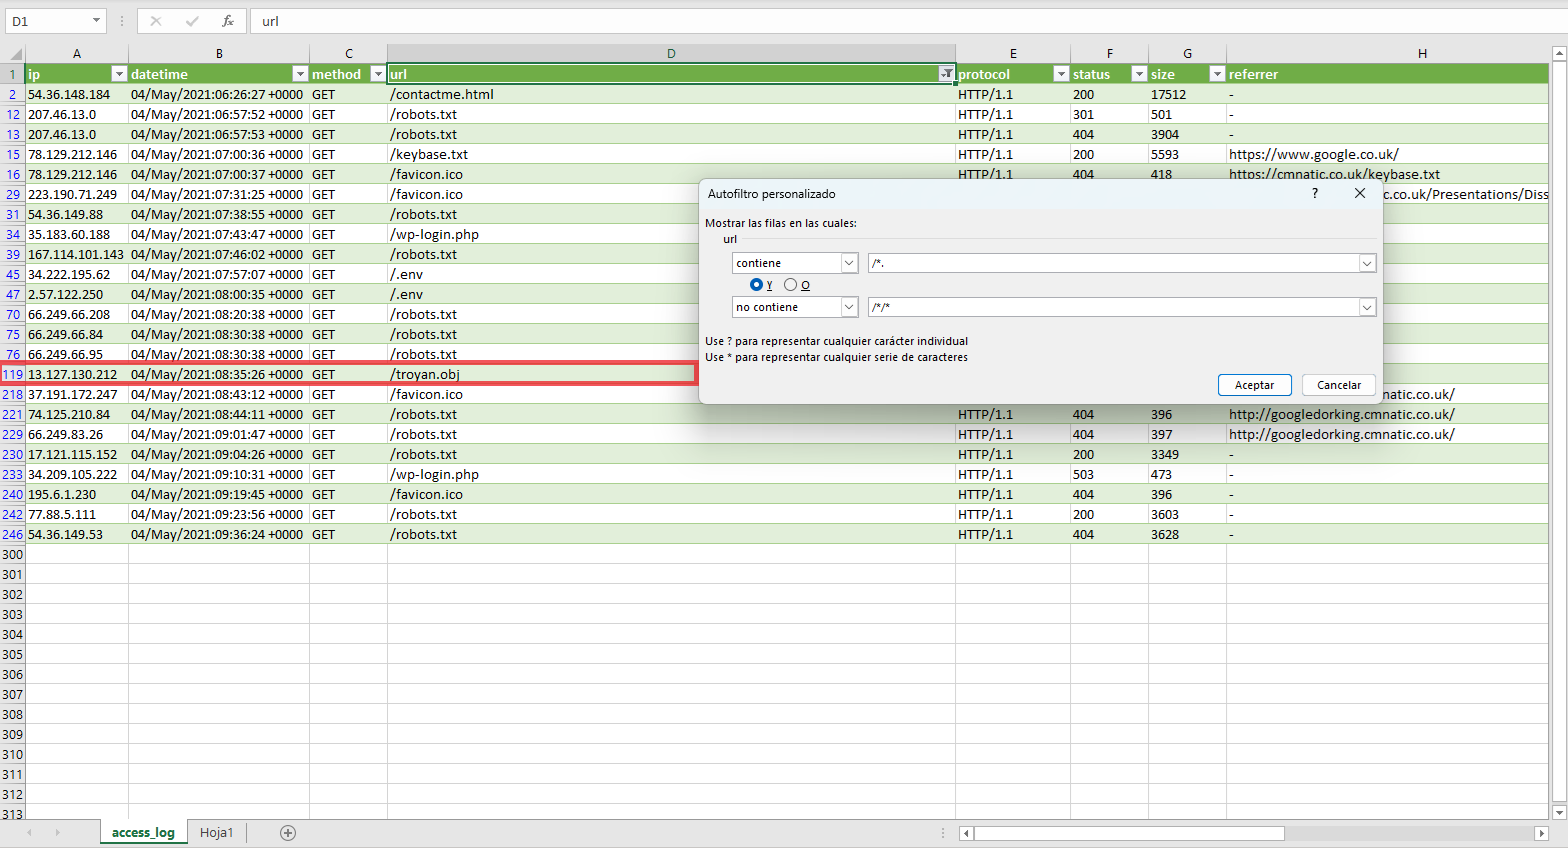 D1 fx url
A B C D E F G H
1 ip datetime method url protocol status size referrer
2 54.36.148.184 04/May/2021:06:26:27 +0000 GET /contactme.html HTTP/1.1 200 17512 -
12 207.46.13.0 04/May/2021:06:57:52 +0000 GET /robots.txt HTTP/1.1 301 501 -
13 207.46.13.0 04/May/2021:06:57:53 +0000 GET /robots.txt HTTP/1.1 404 3904 -
15 78.129.212.146 04/May/2021:07:00:36 +0000 GET /keybase.txt HTTP/1.1 200 5593 https://www.google.co.uk/
16 78.129.212.146 04/May/2021:07:00:37 +0000 GET /favicon.ico HTTP/1.1 404 418 https://cmnatic.co.uk/keybase.txt
29 223.190.71.249 04/May/2021:07:31:25 +0000 GET /favicon.ico c.co.uk/Presentations/Diss
31 54.36.149.88 04/May/2021:07:38:55 +0000 GET /robots.txt
34 35.183.60.188 04/May/2021:07:43:47 +0000 GET /wp-login.php
39 167.114.101.143 04/May/2021:07:46:02 +0000 GET /robots.txt
45 34.222.195.62 04/May/2021:07:57:07 +0000 GET /.env
47 2.57.122.250 04/May/2021:08:00:35 +0000 GET /.env
70 66.249.66.208 04/May/2021:08:20:38 +0000 GET /robots.txt
75 66.249.66.84 04/May/2021:08:30:38 +0000 GET /robots.txt
76 66.249.66.95 04/May/2021:08:30:38 +0000 GET /robots.txt
119 13.127.130.212 04/May/2021:08:35:26 +0000 GET /troyan.obj
218 37.191.172.247 04/May/2021:08:43:12 +0000 GET /favicon.ico natic.co.uk/
221 74.125.210.84 04/May/2021:08:44:11 +0000 GET /robots.txt HTTP/1.1 404 396 http://googledorking.cmnatic.co.uk/
229 66.249.83.26 04/May/2021:09:01:47 +0000 GET /robots.txt HTTP/1.1 404 397 http://googledorking.cmnatic.co.uk/
230 17.121.115.152 04/May/2021:09:04:26 +0000 GET /robots.txt HTTP/1.1 200 3349 -
233 34.209.105.222 04/May/2021:09:10:31 +0000 GET /wp-login.php HTTP/1.1 503 473 -
240 195.6.1.230 04/May/2021:09:19:45 +0000 GET /favicon.ico HTTP/1.1 404 396 -
242 77.88.5.111 04/May/2021:09:23:56 +0000 GET /robots.txt HTTP/1.1 200 3603 -
246 54.36.149.53 04/May/2021:09:36:24 +0000 GET /robots.txt HTTP/1.1 404 3628 -
300
301
302
303
304
305
306
307
308
309
310
311
312
313
Autofiltro personalizado ?
Mostrar las filas en las cuales:
url
contiene /*.
Y O
no contiene /*/*
Use ? para representar cualquier carácter individual
Use * para representar cualquier serie de caracteres
Aceptar Cancelar
access_log Hoja1